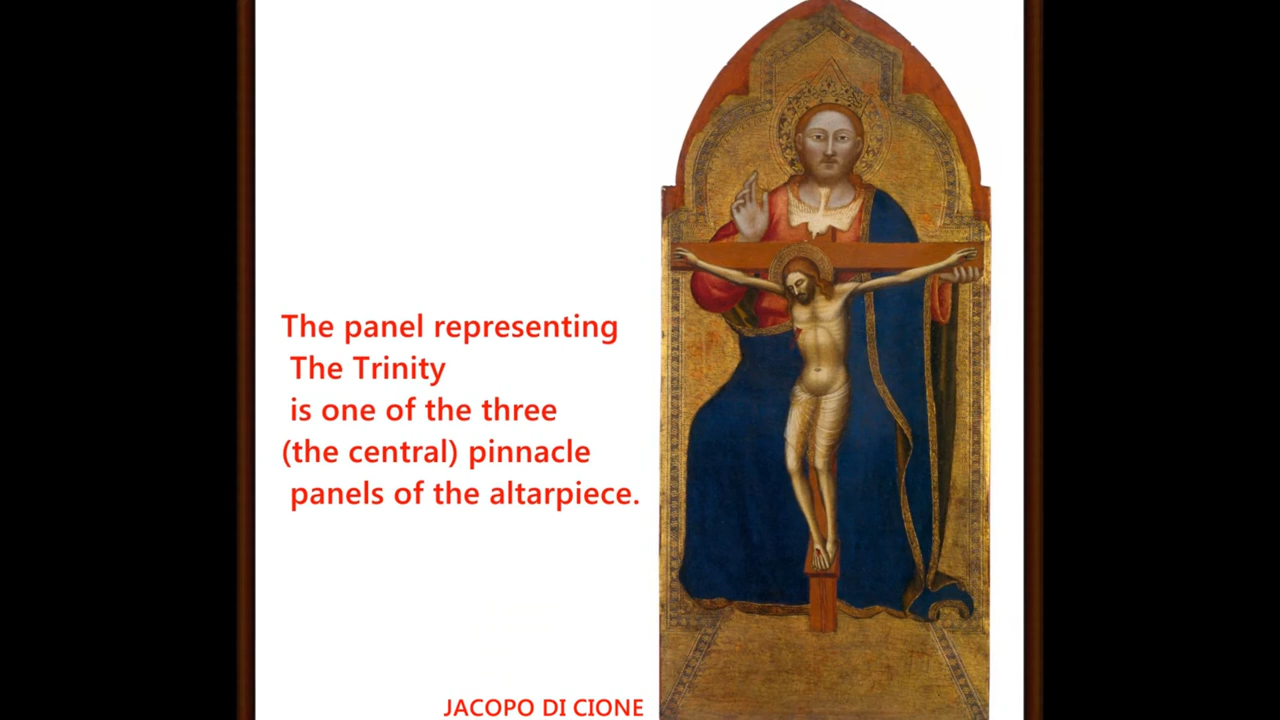 The panel representing
The Trinity
is one of the three
(the central) pinnacle
panels of the altarpiece.
JACOPO DI CIONE